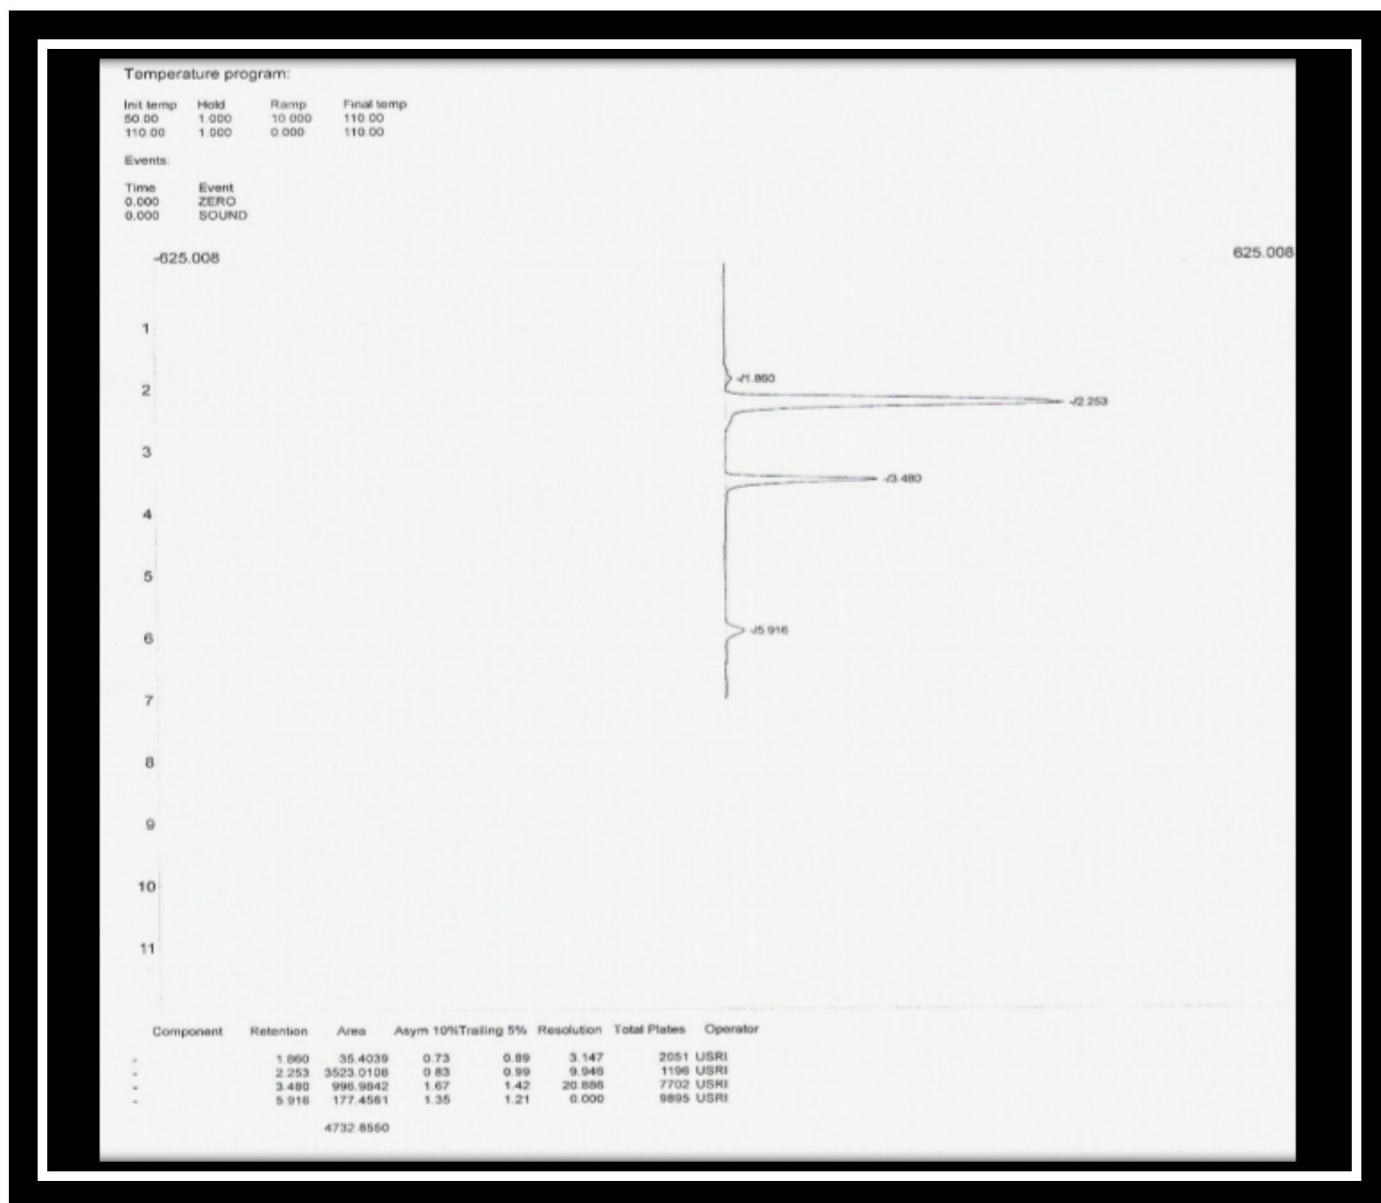 Temperature program:
Init temp Hold Ramp Final temp
50.00 1.000 10.000 110.00
110.00 1.000 0.000 110.00
Events:
Time Event
0.000 ZERO
0.000 SOUND
-625.008 625.008
1
-/1.860
2
-/2.253
3
-/3.480
4
5
-/5.916
6
7
8
9
10
11
Component Retention Area Asym 10%Trailing 5% Resolution Total Plates Operator
- 1.860 35.4039 0.73 0.89 3.147 2051 USRI
- 2.253 3523.0106 0.83 0.99 9.946 1196 USRI
- 3.480 996.9842 1.67 1.42 20.886 7702 USRI
- 5.916 177.4561 1.35 1.21 0.000 9895 USRI
4732.8550